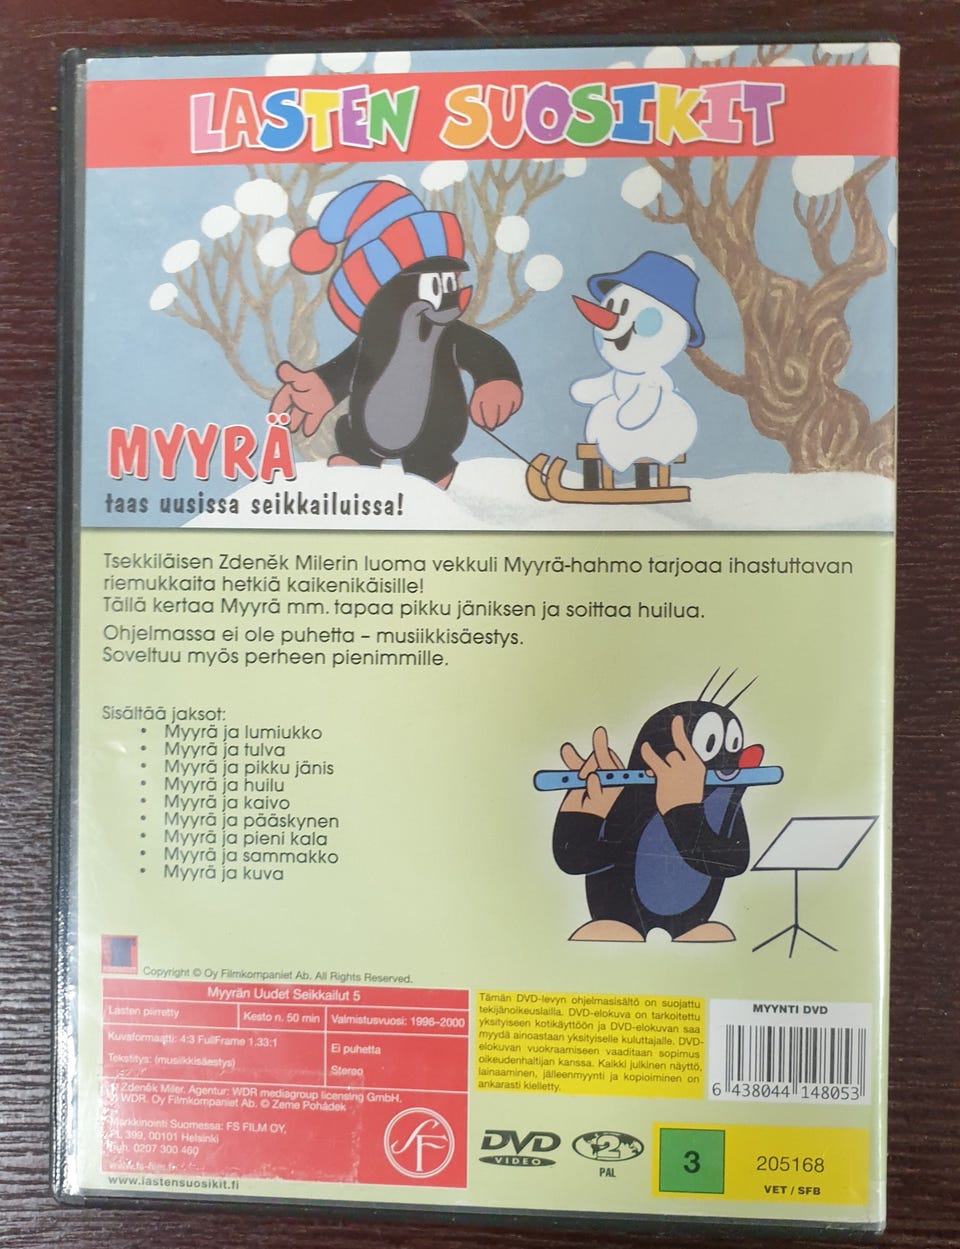 LASTEN SUOSIKIT
MYYRÄ
taas uusissa seikkailuissa!
Tsekkiläisen Zdeněk Milerin luoma vekkuli Myyrä-hahmo tarjoaa ihastuttavan
riemukkaita hetkiä kaikenikäisille!
Tällä kertaa Myyrä mm. tapaa pikku jäniksen ja soittaa huilua.
Ohjelmassa ei ole puhetta – musiikkisäestys.
Soveltuu myös perheen pienimmille.
Sisältää jaksot:
• Myyrä ja lumiukko
• Myyrä ja tulva
• Myyrä ja pikku jänis
• Myyrä ja huilu
• Myyrä ja kaivo
• Myyrä ja pääskynen
• Myyrä ja pieni kala
• Myyrä ja sammakko
• Myyrä ja kuva
Copyright © Oy Filmkompaniet Ab. All Rights Reserved.
Myyrän Uudet Seikkailut 5
Lasten piirretty
Kesto n. 50 min
Valmistusvuosi: 1996–2000
Kuvaformaatti: 4:3 FullFrame 1.33:1
Tekstitys: (musiikkisäestys)
Ei puhetta
Stereo
Zdeněk Miler. Agentur: WDR mediagroup licensing GmbH.
WDR. Oy Filmkompaniet Ab. © Zeme Pohádek
Markkinointi Suomessa: FS FILM OY,
PL 399, 00101 Helsinki
Puh. 0207 300 460
www.fs-film.fi
www.lastensuosikit.fi
SF
Tämän DVD-levyn ohjelmasisältö on suojattu
tekijänoikeuslailla. DVD-elokuva on tarkoitettu
yksityiseen kotikäyttöön ja DVD-elokuvan saa
myydä ainoastaan yksityiselle kuluttajalle. DVD-
elokuvan vuokraamiseen vaaditaan sopimus
oikeudenhaltijan kanssa. Kaikki julkinen näyttö,
lainaaminen, jälleenmyynti ja kopioiminen on
ankarasti kielletty.
MYYNTI DVD
6 438044 148053
DVD
VIDEO
2
PAL
3
205168
VET / SFB